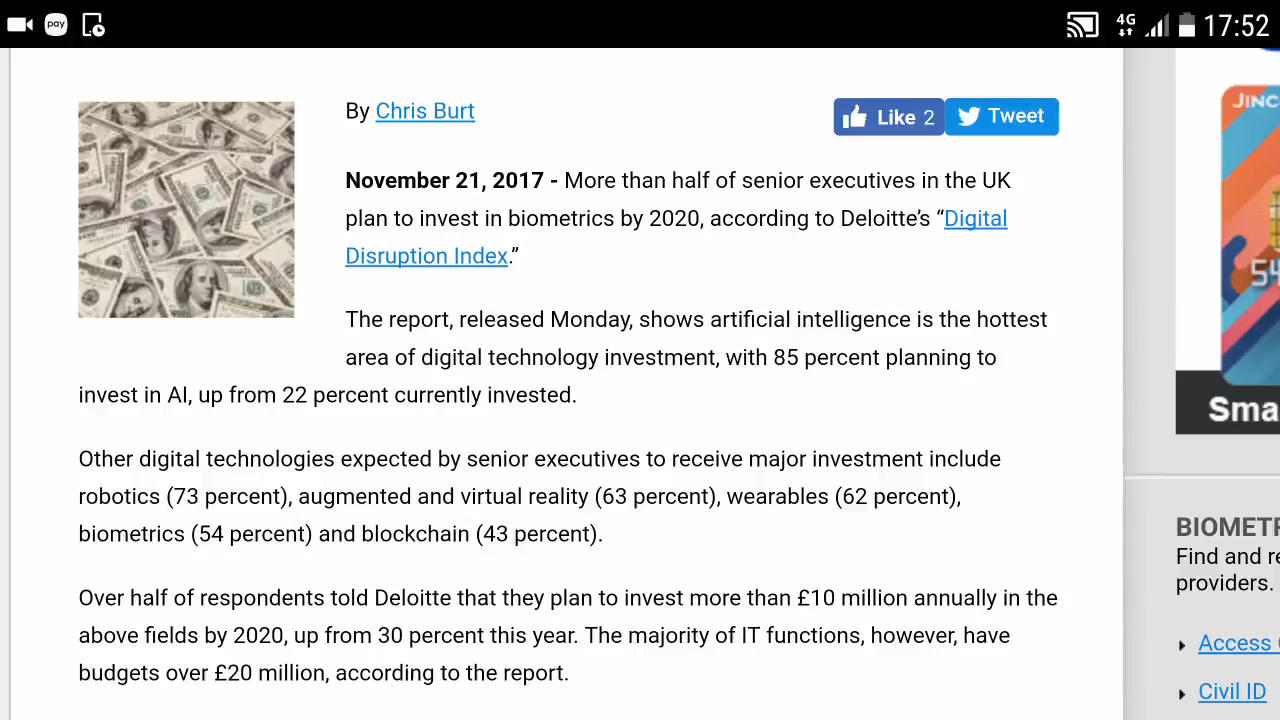 pay
4G
17:52
By Chris Burt
Like 2
Tweet
November 21, 2017 - More than half of senior executives in the UK
plan to invest in biometrics by 2020, according to Deloitte’s “Digital
Disruption Index.”
The report, released Monday, shows artificial intelligence is the hottest
area of digital technology investment, with 85 percent planning to
invest in AI, up from 22 percent currently invested.
Other digital technologies expected by senior executives to receive major investment include
robotics (73 percent), augmented and virtual reality (63 percent), wearables (62 percent),
biometrics (54 percent) and blockchain (43 percent).
Over half of respondents told Deloitte that they plan to invest more than £10 million annually in the
above fields by 2020, up from 30 percent this year. The majority of IT functions, however, have
budgets over £20 million, according to the report.
JINC
54
Sma
BIOMET
Find and re
providers.
Access
Civil ID